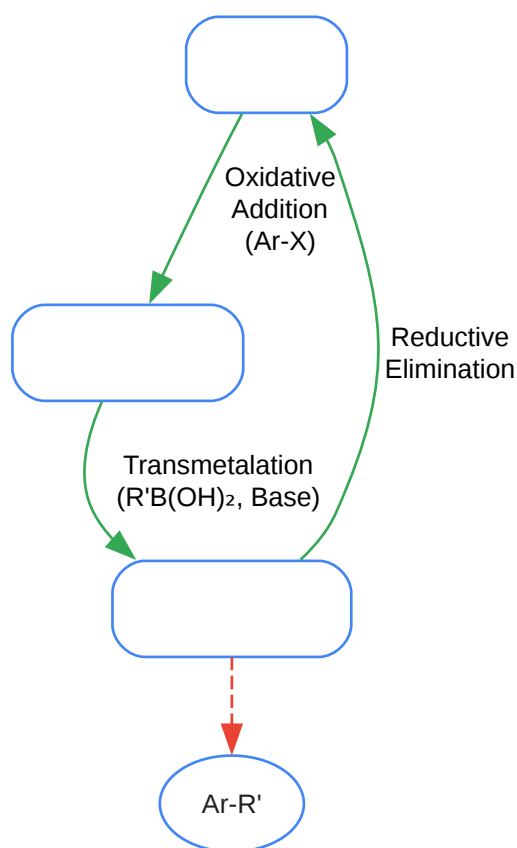 Oxidative
Addition
(Ar-X)
Reductive
Elimination
Transmetalation
(R'B(OH)₂, Base)
Ar-R'